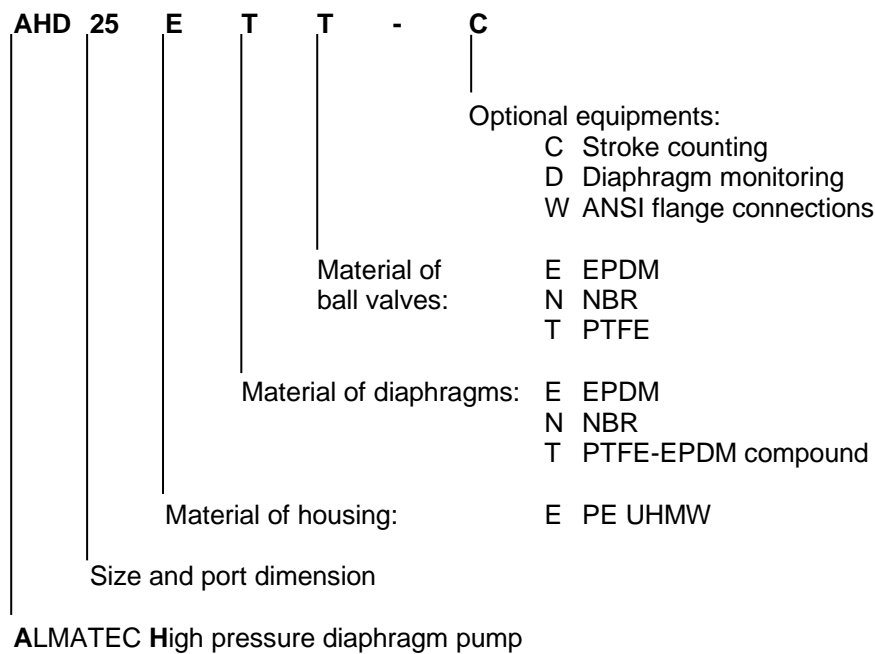 AHD 25 E T T - C
Optional equipments:
C Stroke counting
D Diaphragm monitoring
W ANSI flange connections
Material of E EPDM
ball valves: N NBR
T PTFE
Material of diaphragms: E EPDM
N NBR
T PTFE-EPDM compound
Material of housing: E PE UHMW
Size and port dimension
ALMATEC High pressure diaphragm pump